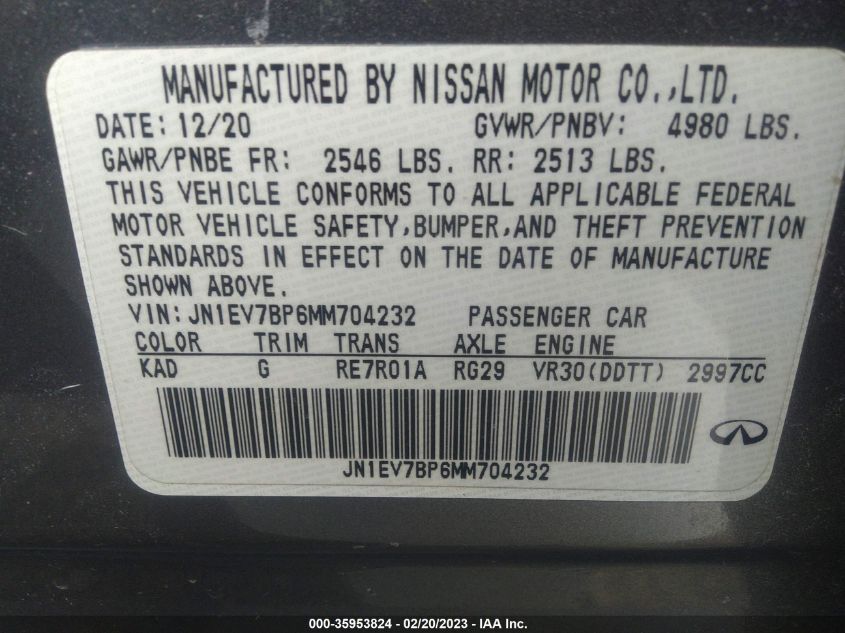 MANUFACTURED BY NISSAN MOTOR CO.,LTD.
DATE: 12/20 GVWR/PNBV: 4980 LBS.
GAWR/PNBE FR: 2546 LBS. RR: 2513 LBS.
THIS VEHICLE CONFORMS TO ALL APPLICABLE FEDERAL
MOTOR VEHICLE SAFETY,BUMPER,AND THEFT PREVENTION
STANDARDS IN EFFECT ON THE DATE OF MANUFACTURE
SHOWN ABOVE.
VIN: JN1EV7BP6MM704232 PASSENGER CAR
COLOR TRIM TRANS AXLE ENGINE
KAD G RE7R01A RG29 VR30(DDTT) 2997CC
JN1EV7BP6MM704232
000-35953824 - 02/20/2023 - IAA Inc.